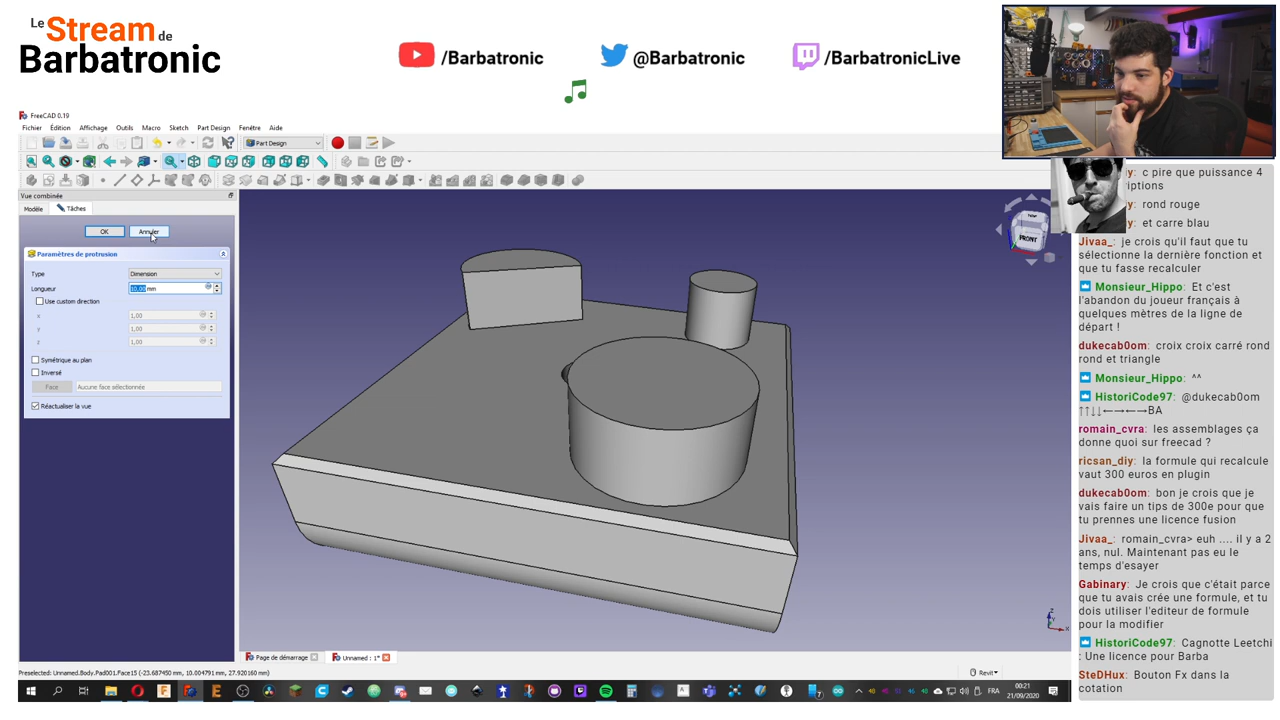 Le
Stream de
Barbatronic
/Barbatronic
@Barbatronic
/BarbatronicLive
FreeCAD 0.19
Fichier Édition Affichage Outils Macro Sketch Part Design Fenêtre Aide
Part Design
Vue combinée
Modèle Tâches
OK Annuler
Paramètres de protrusion
Type Dimension
Longueur 10,00 mm
Use custom direction
x 1,00
y 1,00
z 1,00
Symétrique au plan
Inversé
Face Aucune face sélectionnée
Réactualiser la vue
FRONT
Z
Y
X
Page de démarrage Unnamed : 1*
Preselected: Unnamed.Body.Pad001.Face15 (-23.687450 mm, 10.004791 mm, 27.920160 mm)
Revit
FRA
00:21
21/09/2020
y: c pire que puissance 4
iptions
y: rond rouge
y: et carre blau
Jivaa_: je crois qu'il faut que tu
sélectionne la dernière fonction et
que tu fasse recalculer
Monsieur_Hippo: Et c'est
l'abandon du joueur français à
quelques mètres de la ligne de
départ !
dukecab0om: croix croix carré rond
rond et triangle
Monsieur_Hippo: ^^
HistoriCode97: @dukecab0om
↑↑↓↓←→←→BA
romain_cvra: les assemblages ça
donne quoi sur freecad ?
ricsan_diy: la formule qui recalcule
vaut 300 euros en plugin
dukecab0om: bon je crois que je
vais faire un tips de 300e pour que
tu prennes une licence fusion
Jivaa_: romain_cvra> euh .... il y a 2
ans, nul. Maintenant pas eu le
temps d'esayer
Gabinary: Je crois que c'était parce
que tu avais crée une formule, et tu
dois utiliser l'editeur de formule
pour la modifier
HistoriCode97: Cagnotte Leetchi
: Une licence pour Barba
SteDHux: Bouton Fx dans la
cotation